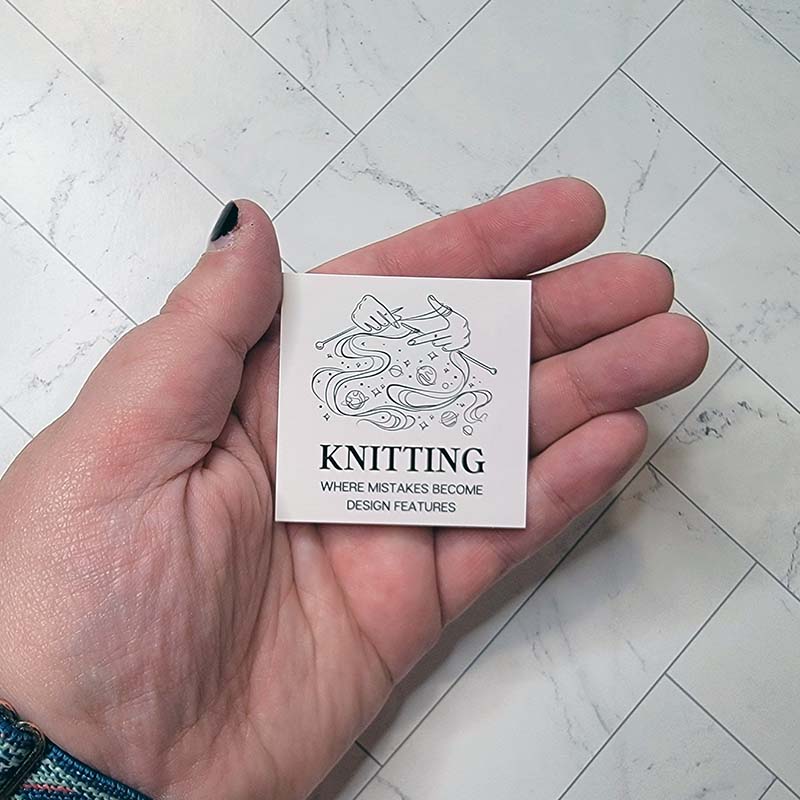 KNITTING
WHERE MISTAKES BECOME
DESIGN FEATURES